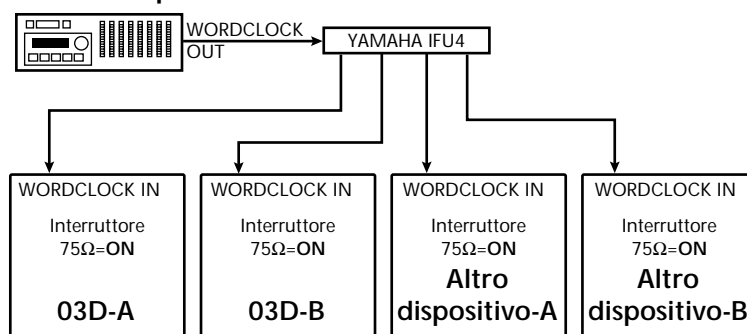 WORDCLOCK
OUT
YAMAHA IFU4
WORDCLOCK IN
Interruttore
75Ω=ON
03D-A
WORDCLOCK IN
Interruttore
75Ω=ON
03D-B
WORDCLOCK IN
Interruttore
75Ω=ON
Altro
dispositivo-A
WORDCLOCK IN
Interruttore
75Ω=ON
Altro
dispositivo-B